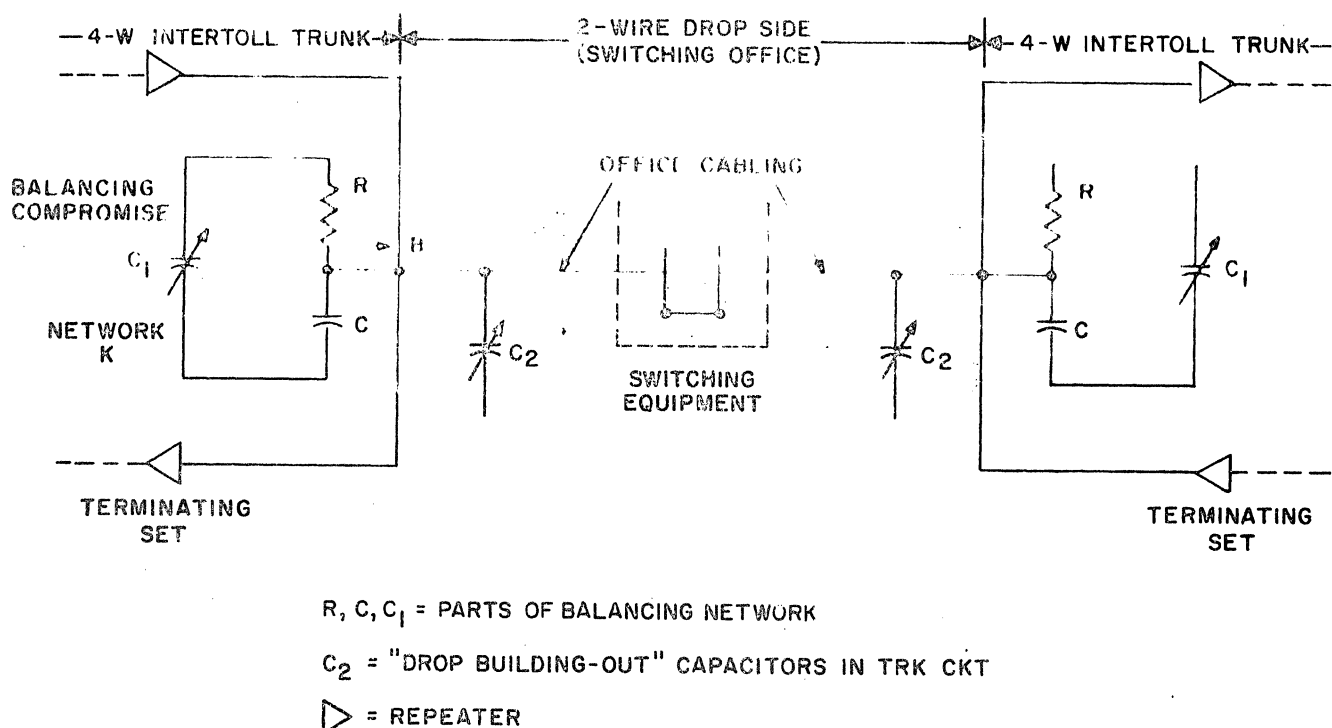 4-W INTERTOLL TRUNK
2-WIRE DROP SIDE
(SWITCHING OFFICE)
4-W INTERTOLL TRUNK
OFFICE CABLING
BALANCING
COMPROMISE
R
H
C1
NETWORK
K
C
C2
SWITCHING
EQUIPMENT
C2
R
C1
C
TERMINATING
SET
TERMINATING
SET
R, C, C1 = PARTS OF BALANCING NETWORK
C2 = "DROP BUILDING-OUT" CAPACITORS IN TRK CKT
= REPEATER